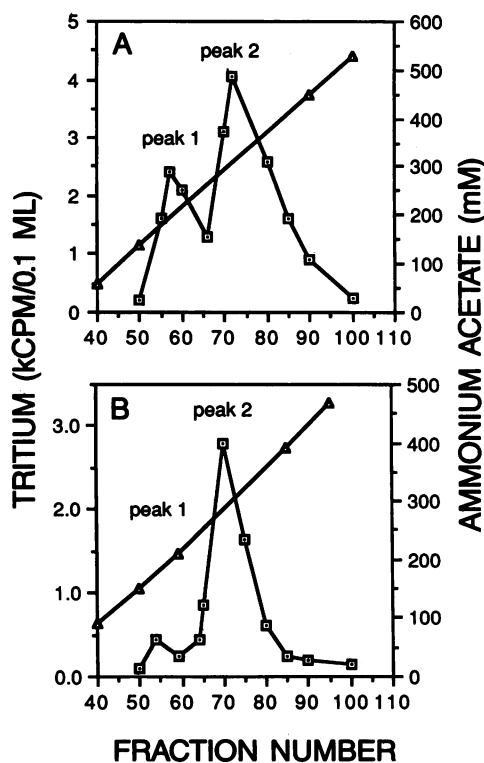 TRITIUM (kCPM/0.1 ML)
AMMONIUM ACETATE (mM)
A
peak 1
peak 2
5
4
3
2
1
0
600
500
400
300
200
100
0
40 50 60 70 80 90 100 110
B
peak 2
peak 1
3.0
2.0
1.0
0.0
500
400
300
200
100
0
40 50 60 70 80 90 100 110
FRACTION NUMBER